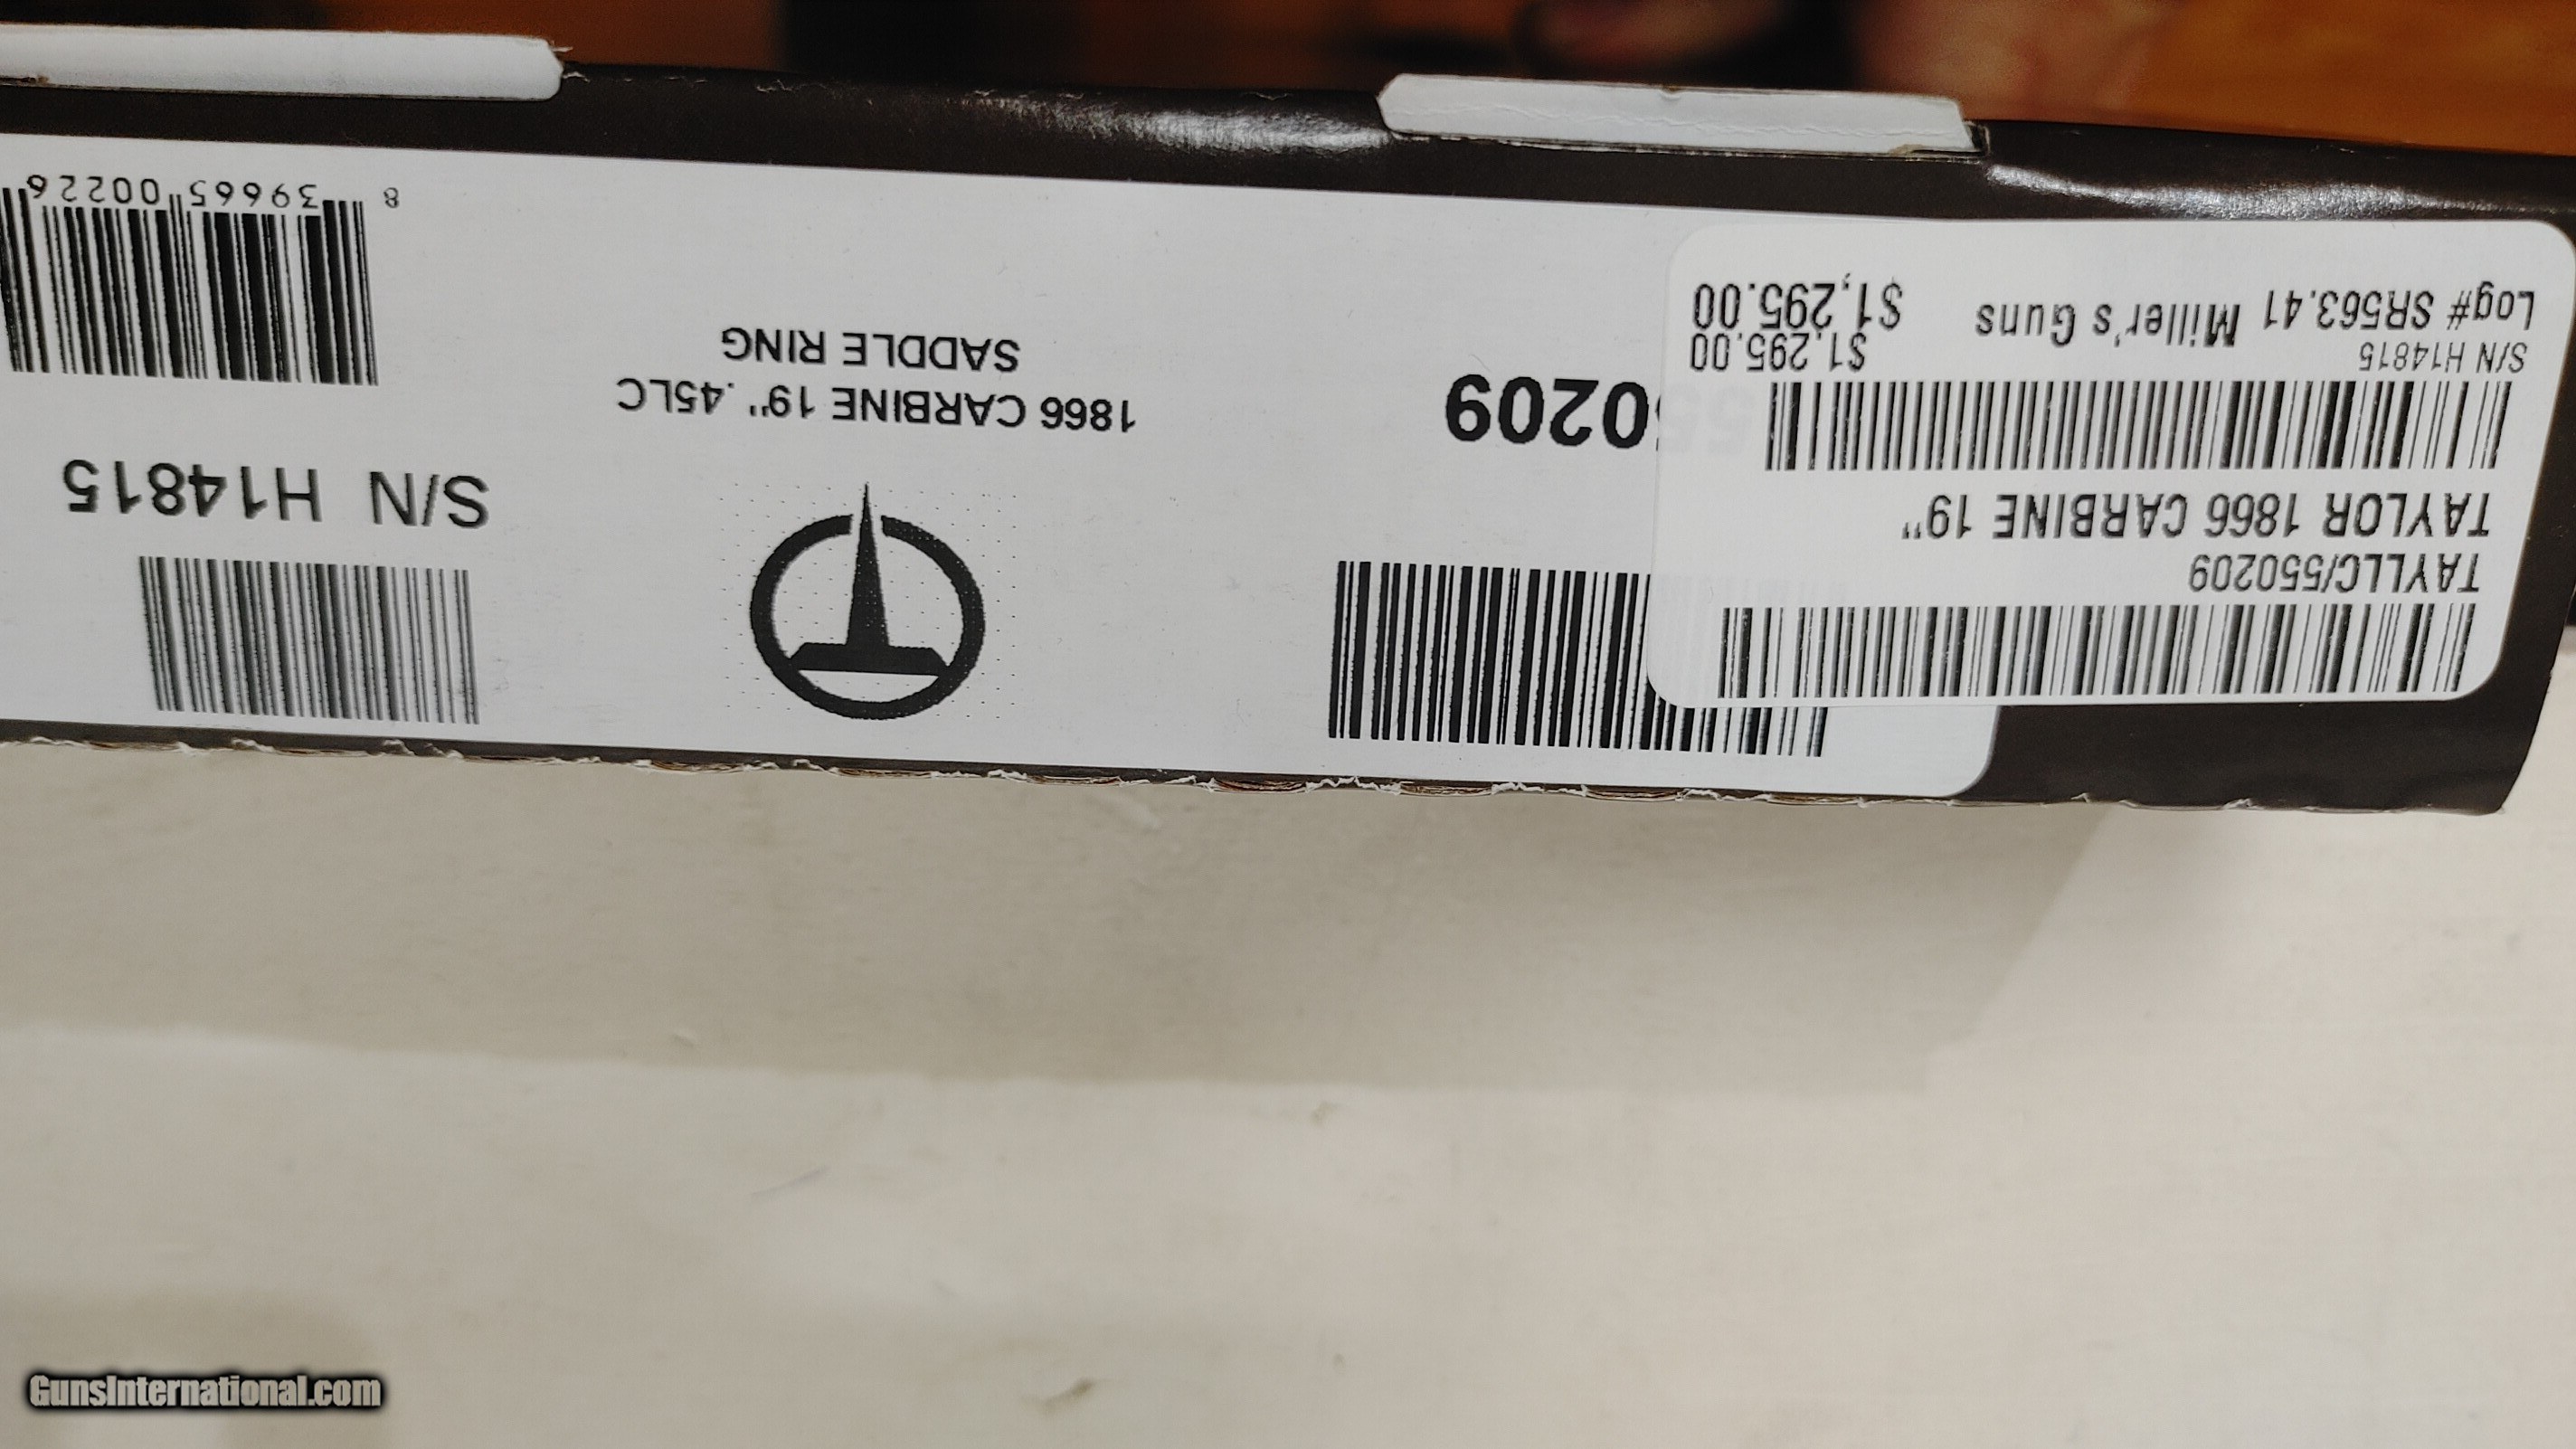 TAYLLC/550209
TAYLOR 1866 CARBINE 19"
S/N H14815
$1,295.00
Log# SR563.41 Miller's Guns $1,295.00
550209
1866 CARBINE 19" .45LC
SADDLE RING
S/N H14815
8 39665 00226
GunsInternational.com